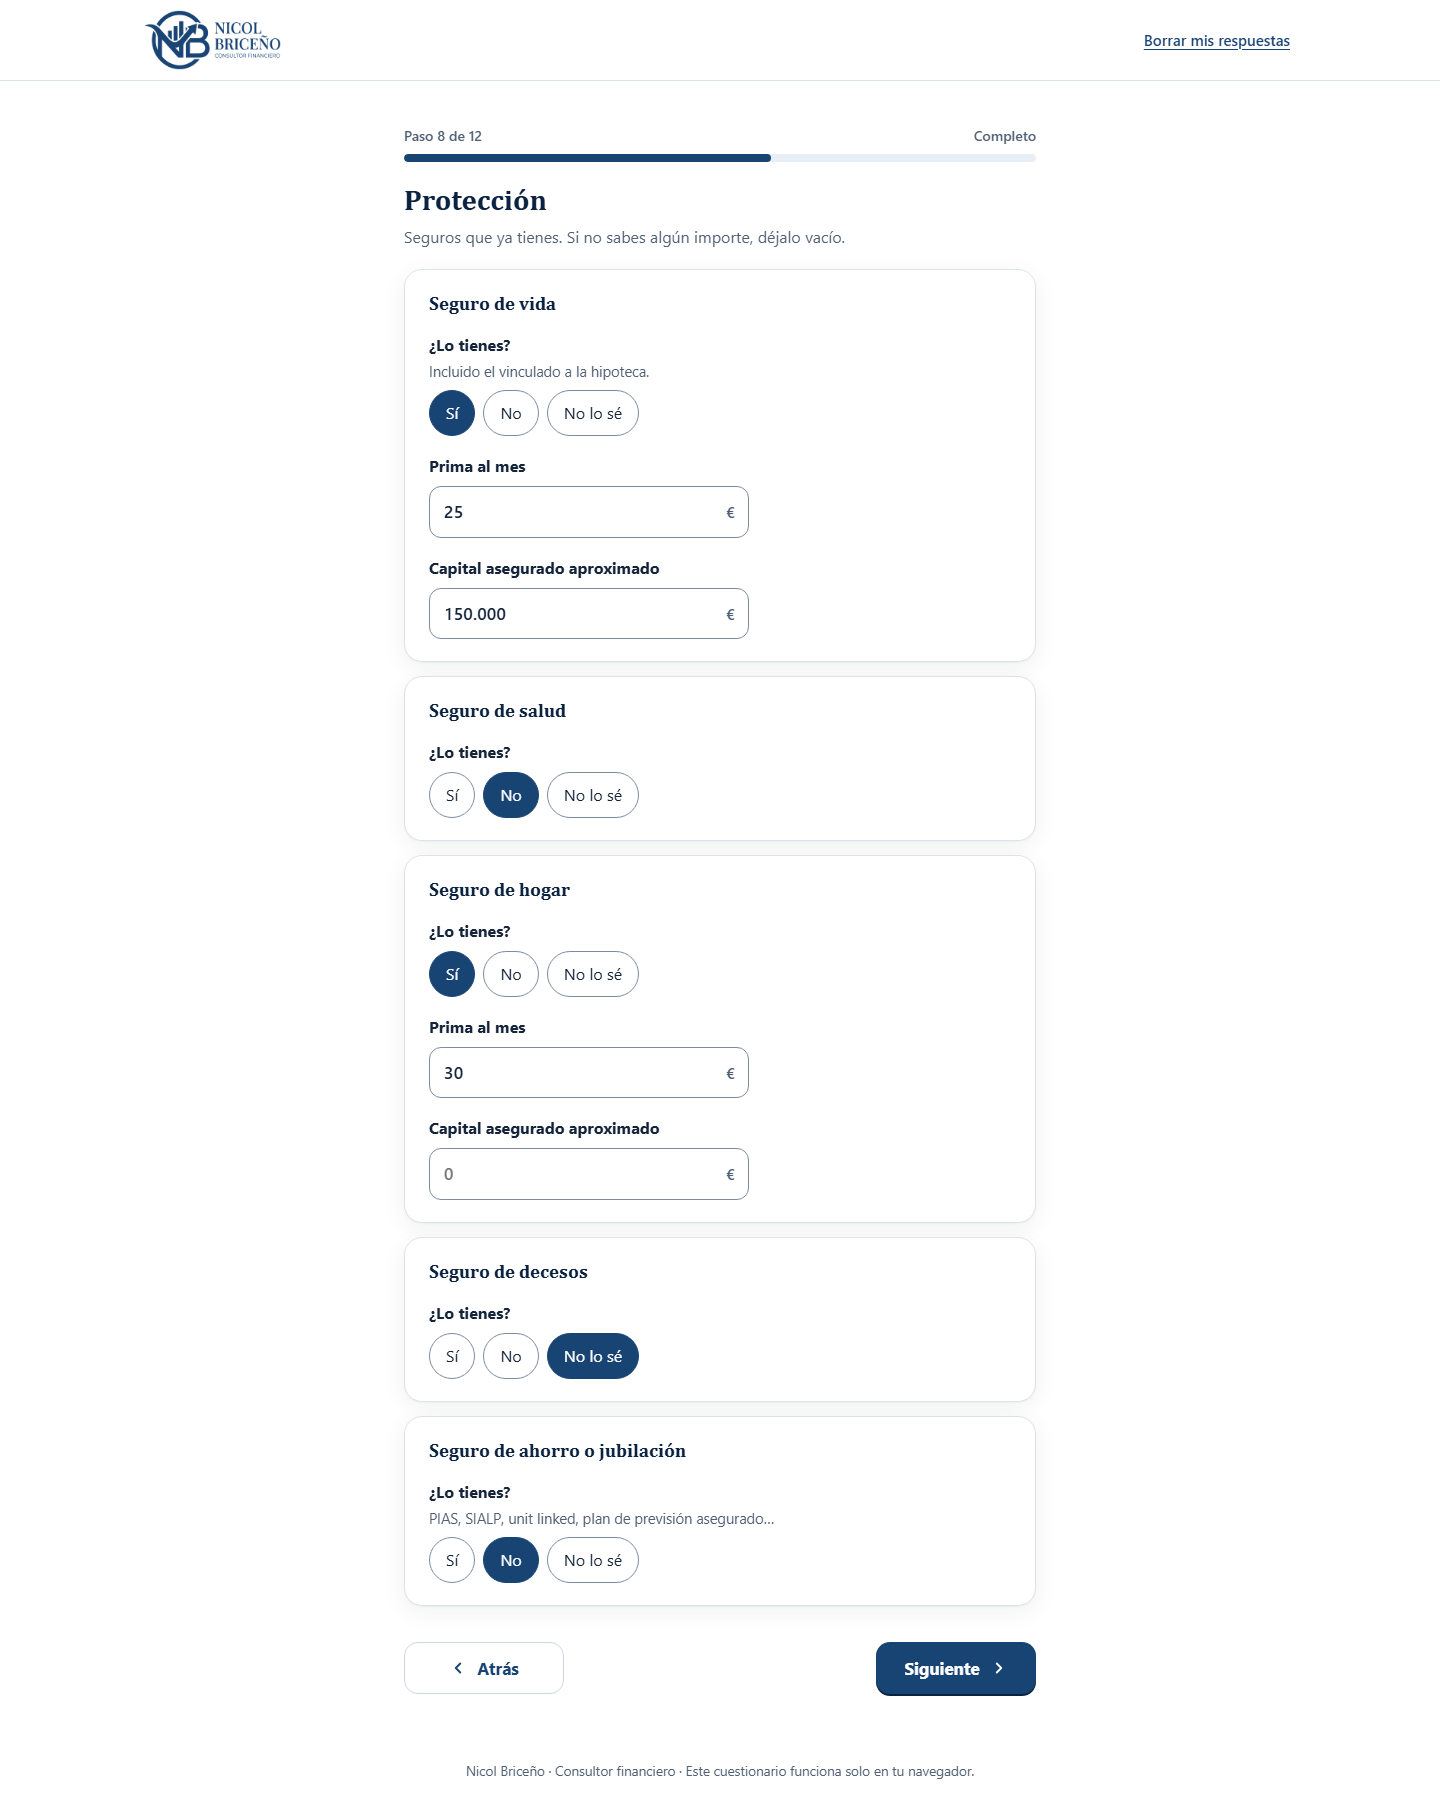 NICOL
BRICEÑO
CONSULTOR FINANCIERO
Borrar mis respuestas
Paso 8 de 12
Completo
Protección
Seguros que ya tienes. Si no sabes algún importe, déjalo vacío.
Seguro de vida
¿Lo tienes?
Incluido el vinculado a la hipoteca.
Sí No No lo sé
Prima al mes
25 €
Capital asegurado aproximado
150.000 €
Seguro de salud
¿Lo tienes?
Sí No No lo sé
Seguro de hogar
¿Lo tienes?
Sí No No lo sé
Prima al mes
30 €
Capital asegurado aproximado
0 €
Seguro de decesos
¿Lo tienes?
Sí No No lo sé
Seguro de ahorro o jubilación
¿Lo tienes?
PIAS, SIALP, unit linked, plan de previsión asegurado...
Sí No No lo sé
Atrás
Siguiente
Nicol Briceño · Consultor financiero · Este cuestionario funciona solo en tu navegador.